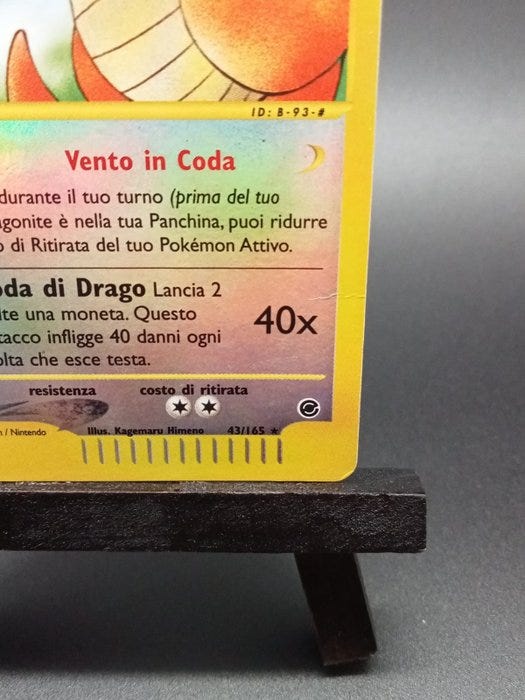 ID: B-93-#
Vento in Coda
durante il tuo turno (prima del tuo
agonite è nella tua Panchina, puoi ridurre
o di Ritirata del tuo Pokémon Attivo.
oda di Drago Lancia 2
lte una moneta. Questo
40x
tacco infligge 40 danni ogni
olta che esce testa.
resistenza costo di ritirata
n / Nintendo Illus. Kagemaru Himeno 43/165 ★